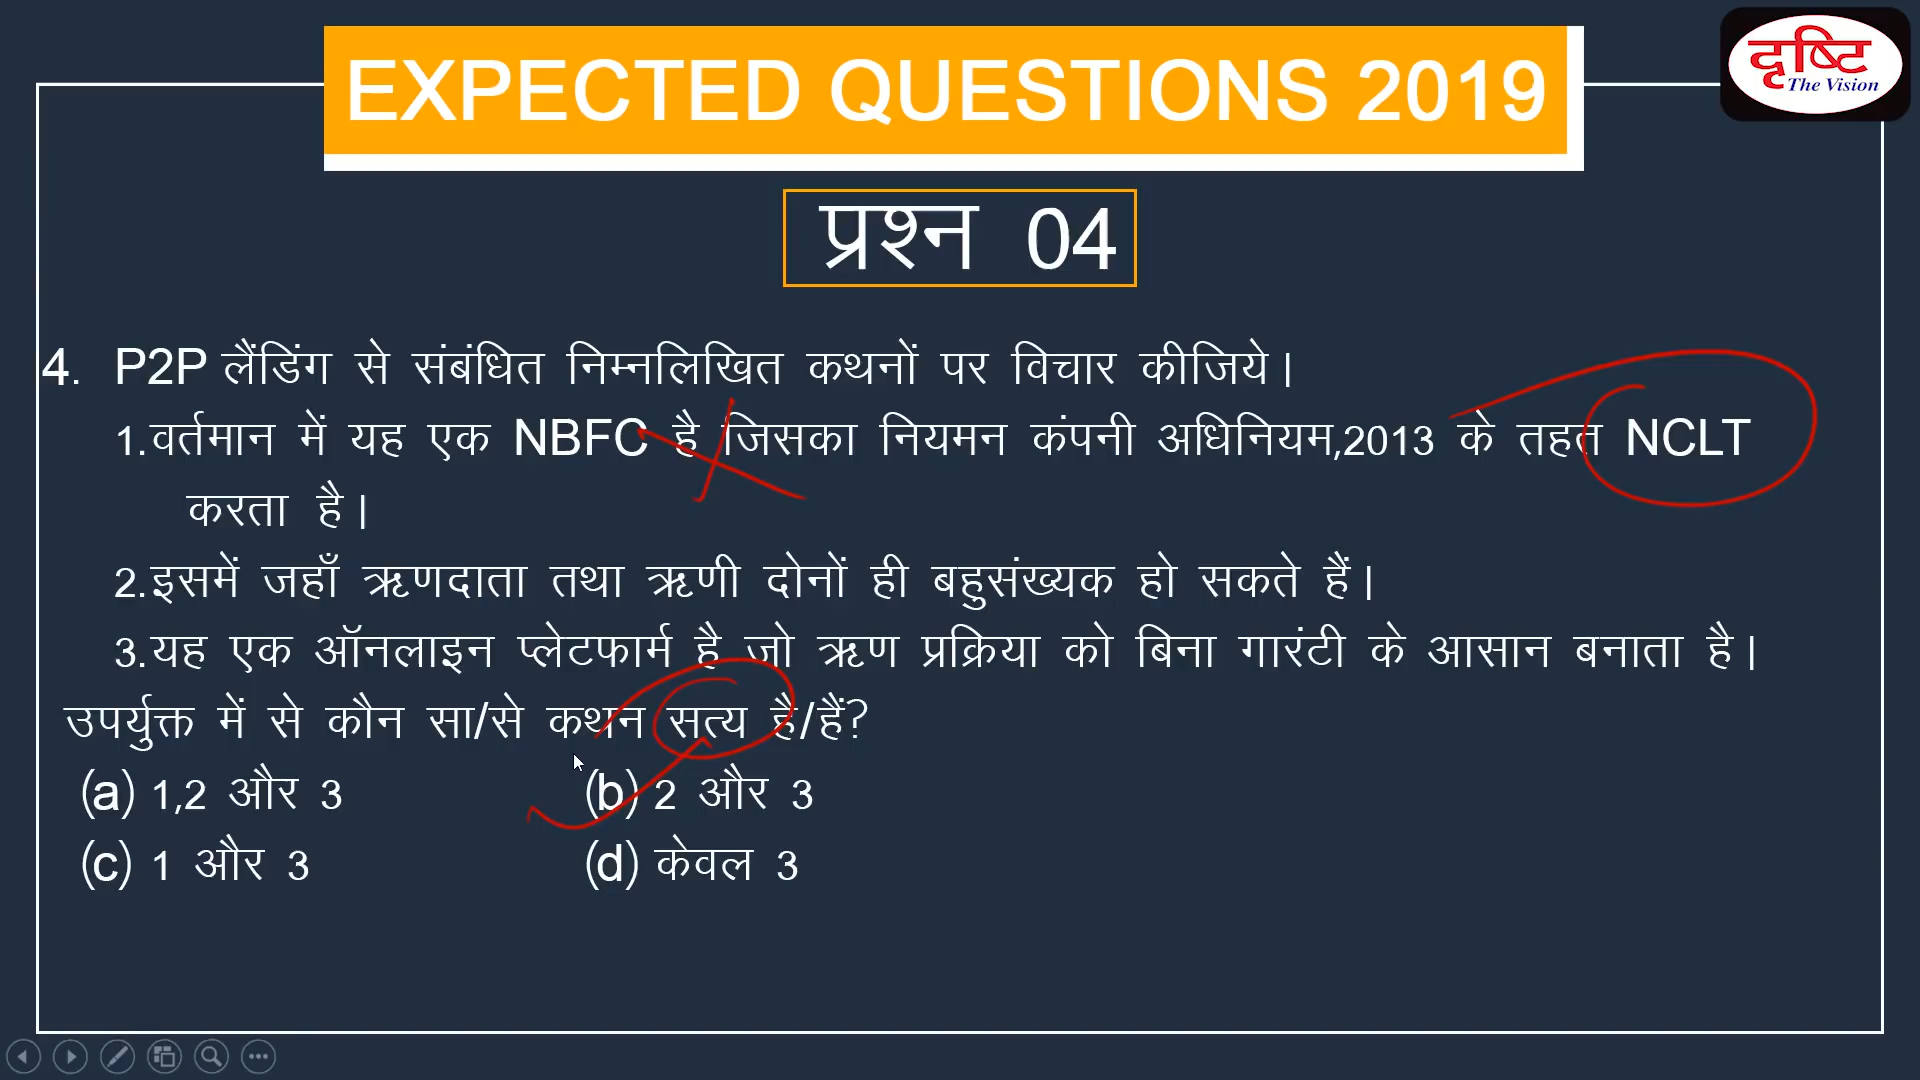 EXPECTED QUESTIONS 2019
दृष्टि
The Vision
प्रश्न 04
4. P2P लैंडिंग से संबंधित निम्नलिखित कथनों पर विचार कीजिये।
1.वर्तमान में यह एक NBFC है जिसका नियमन कंपनी अधिनियम,2013 के तहत NCLT
करता है।
2.इसमें जहाँ ऋणदाता तथा ऋणी दोनों ही बहुसंख्यक हो सकते हैं।
3.यह एक ऑनलाइन प्लेटफार्म है जो ऋण प्रक्रिया को बिना गारंटी के आसान बनाता है।
उपर्युक्त में से कौन सा/से कथन सत्य है/हैं?
(a) 1,2 और 3 (b) 2 और 3
(c) 1 और 3 (d) केवल 3